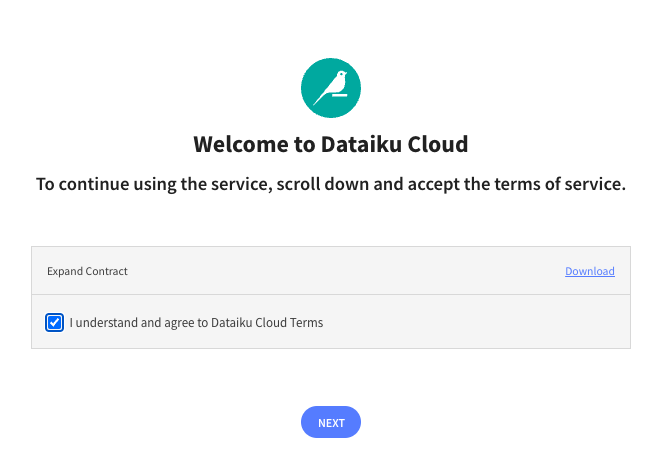 Welcome to Dataiku Cloud
To continue using the service, scroll down and accept the terms of service.
Expand Contract
Download
I understand and agree to Dataiku Cloud Terms
NEXT